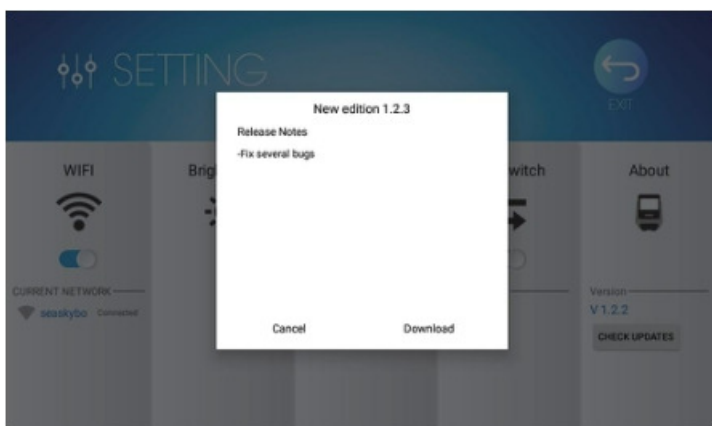 SETTING
EXIT
New edition 1.2.3
Release Notes
-Fix several bugs
WIFI
Brig
witch
About
CURRENT NETWORK
seaskybo Connected
Version
V 1.2.2
CHECK UPDATES
Cancel
Download